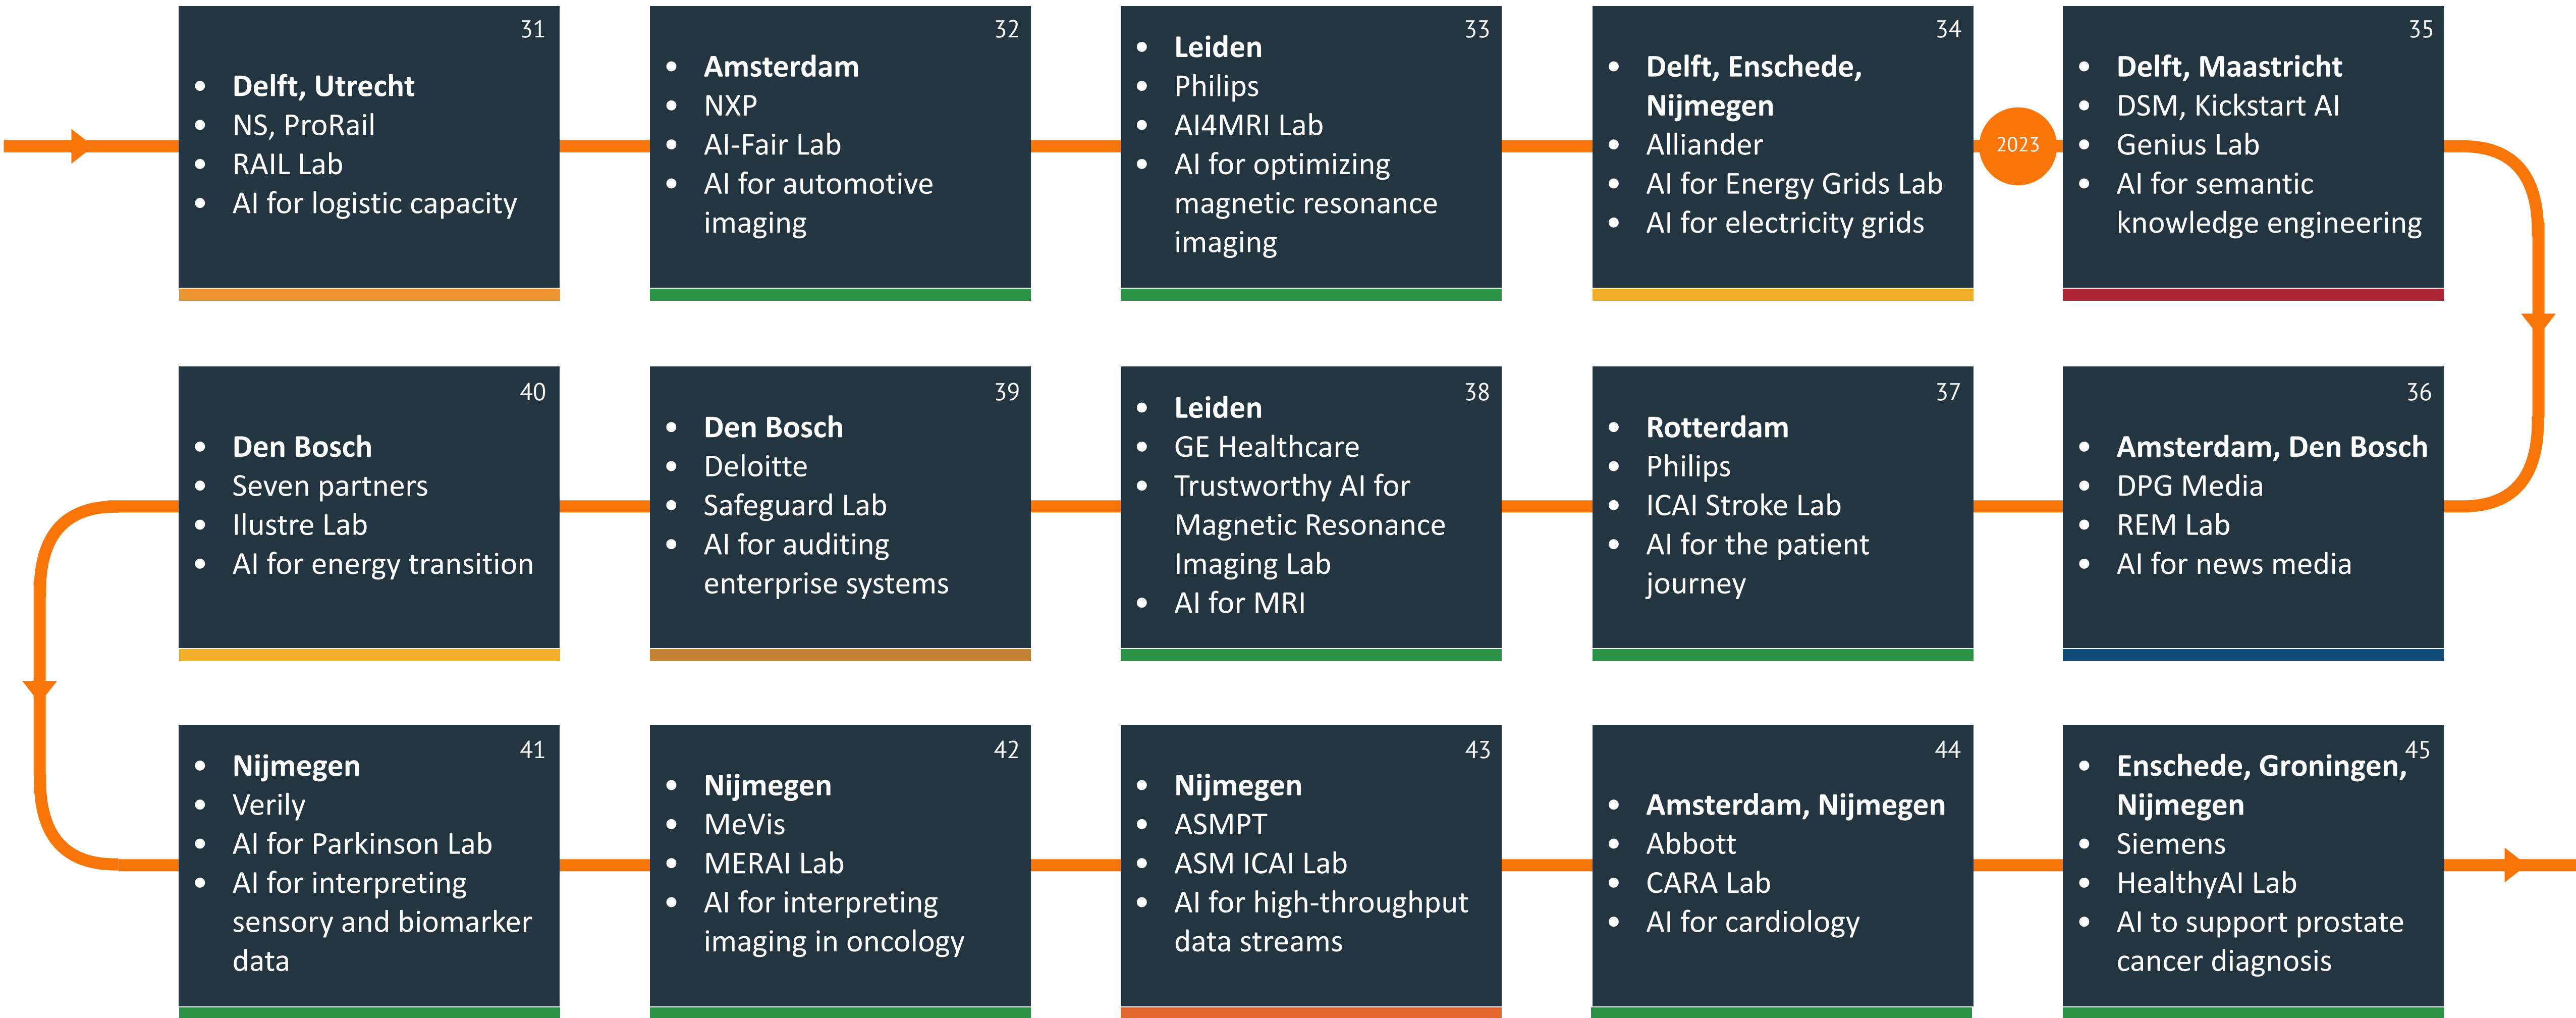 31
• Delft, Utrecht
• NS, ProRail
• RAIL Lab
• AI for logistic capacity
32
• Amsterdam
• NXP
• AI-Fair Lab
• AI for automotive
imaging
33
• Leiden
• Philips
• AI4MRI Lab
• AI for optimizing
magnetic resonance
imaging
34
• Delft, Enschede,
Nijmegen
• Alliander
• AI for Energy Grids Lab
• AI for electricity grids
2023
35
• Delft, Maastricht
• DSM, Kickstart AI
• Genius Lab
• AI for semantic
knowledge engineering
36
• Amsterdam, Den Bosch
• DPG Media
• REM Lab
• AI for news media
37
• Rotterdam
• Philips
• ICAI Stroke Lab
• AI for the patient
journey
38
• Leiden
• GE Healthcare
• Trustworthy AI for
Magnetic Resonance
Imaging Lab
• AI for MRI
39
• Den Bosch
• Deloitte
• Safeguard Lab
• AI for auditing
enterprise systems
40
• Den Bosch
• Seven partners
• Ilustre Lab
• AI for energy transition
41
• Nijmegen
• Verily
• AI for Parkinson Lab
• AI for interpreting
sensory and biomarker
data
42
• Nijmegen
• MeVis
• MERAI Lab
• AI for interpreting
imaging in oncology
43
• Nijmegen
• ASMPT
• ASM ICAI Lab
• AI for high-throughput
data streams
44
• Amsterdam, Nijmegen
• Abbott
• CARA Lab
• AI for cardiology
45
• Enschede, Groningen,
Nijmegen
• Siemens
• HealthyAI Lab
• AI to support prostate
cancer diagnosis